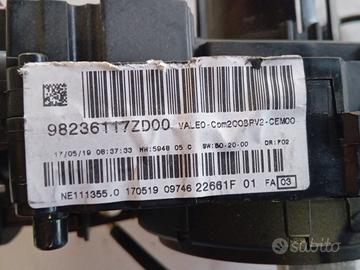 98236117ZD00 VALEO-Com2008PV2-CEM00
17/05/19 08:37:33 HW:5948 05 C SW:80-20-00 DR:F02
NE111355.0 170519 09746 22661F 01 FA 03
subito